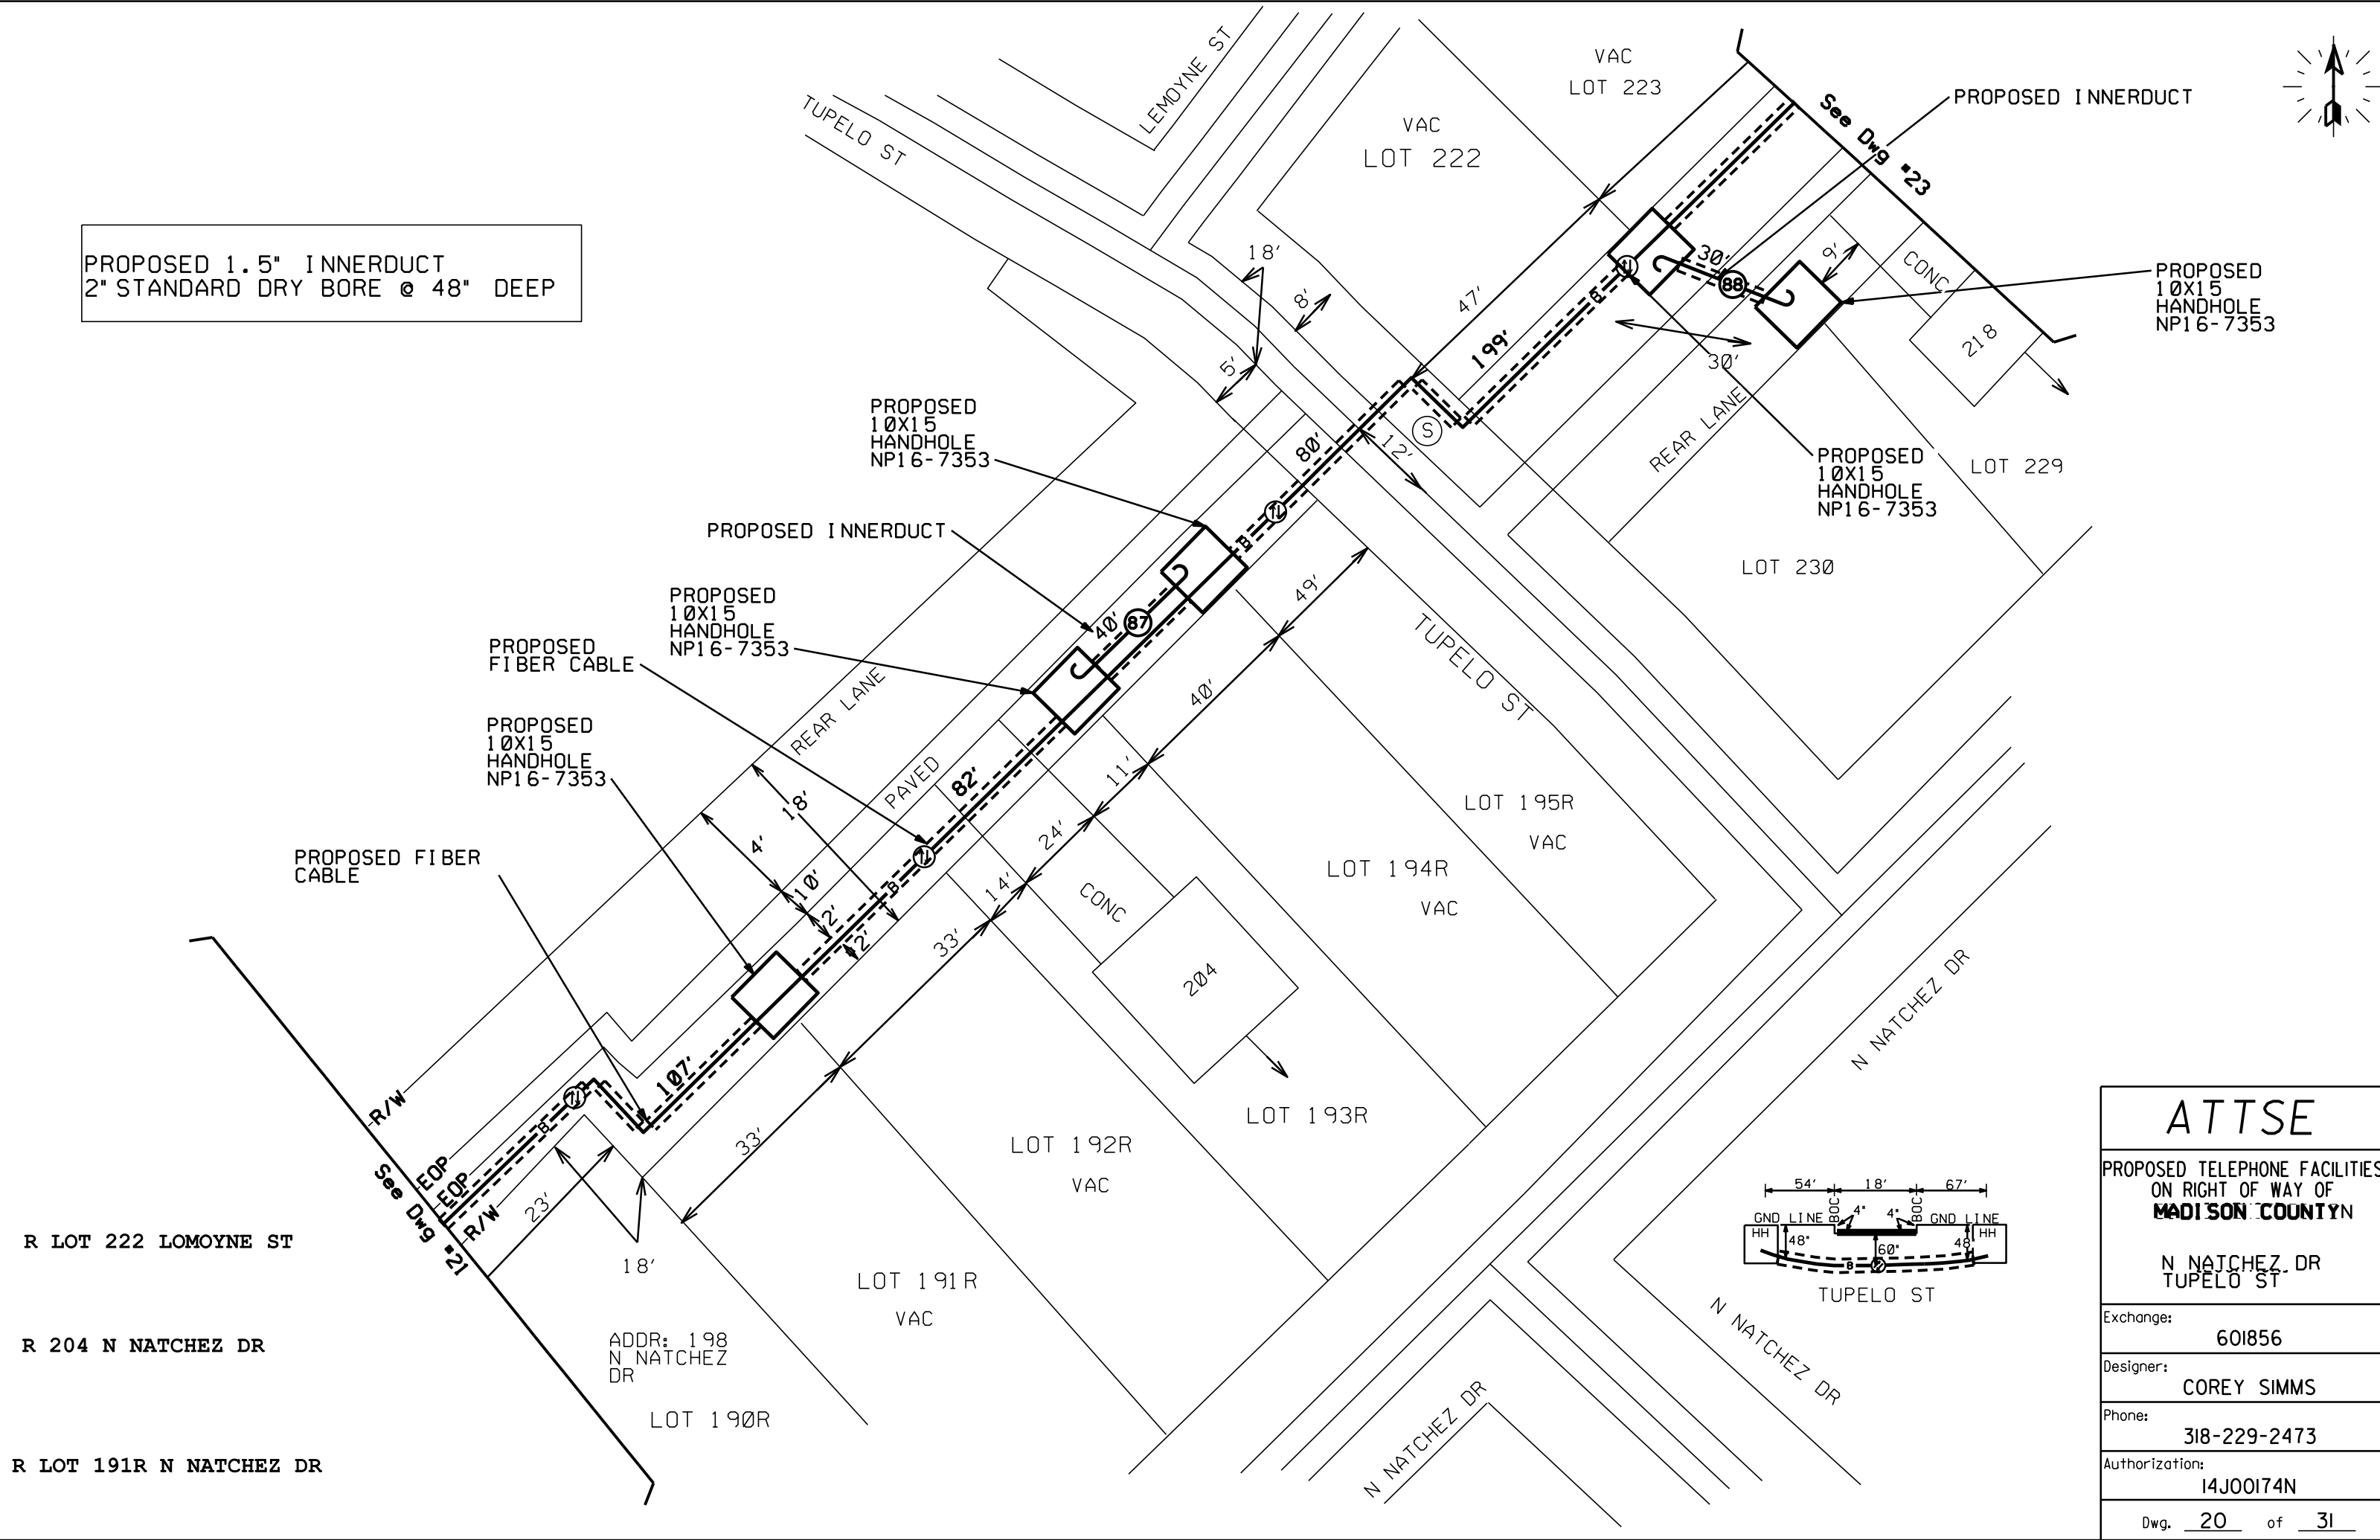 LEMOYNE ST
TUPELO ST
VAC
LOT 223
VAC
LOT 222
See Dwg #23
PROPOSED INNERDUCT
PROPOSED 1.5" INNERDUCT
2" STANDARD DRY BORE @ 48" DEEP
18'
8'
5'
47'
199'
30'
88
9'
CONC
218
PROPOSED
10X15
HANDHOLE
NP16-7353
30'
REAR LANE
PROPOSED
10X15
HANDHOLE
NP16-7353
LOT 229
LOT 230
S
12'
80'
B
B
PROPOSED
10X15
HANDHOLE
NP16-7353
PROPOSED INNERDUCT
PROPOSED
10X15
HANDHOLE
NP16-7353
40'
87
49'
40'
TUPELO ST
PROPOSED
FIBER CABLE
PROPOSED
10X15
HANDHOLE
NP16-7353
REAR LANE
PAVED
82'
18'
4'
10'
2'
2'
B
11'
24'
14'
33'
CONC
204
LOT 195R
VAC
LOT 194R
VAC
LOT 193R
PROPOSED FIBER
CABLE
107'
33'
B
R/W
EOP
EOP
R/W
See Dwg #21
23'
18'
LOT 192R
VAC
LOT 191R
VAC
ADDR: 198
N NATCHEZ
DR
LOT 190R
N NATCHEZ DR
N NATCHEZ DR
N NATCHEZ DR
R LOT 222 LOMOYNE ST
R 204 N NATCHEZ DR
R LOT 191R N NATCHEZ DR
54' 18' 67'
BOC BOC
4" 4"
GND LINE GND LINE
HH HH
48" 60" 48"
B
TUPELO ST
ATTSE
PROPOSED TELEPHONE FACILITIES
ON RIGHT OF WAY OF
MADISON COUNTY
N NATCHEZ DR
TUPELO ST
Exchange:
601856
Designer:
COREY SIMMS
Phone:
318-229-2473
Authorization:
14J00174N
Dwg. 20 of 31